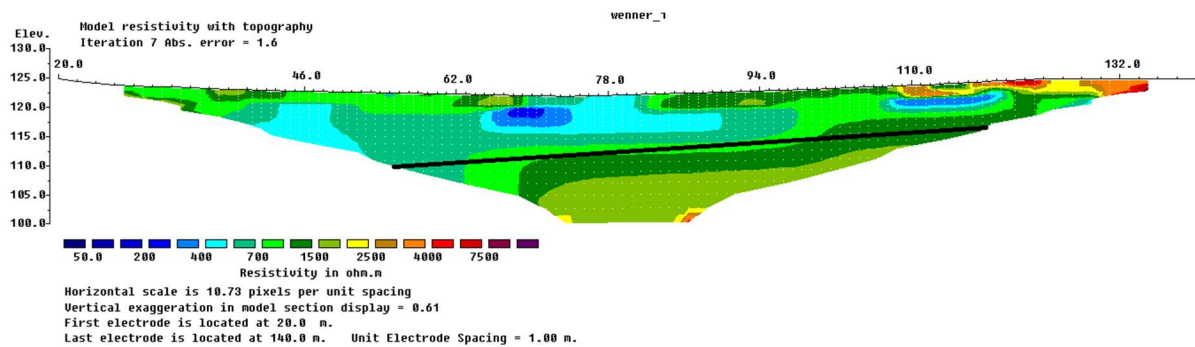 wenner_1
Model resistivity with topography
Elev. Iteration 7 Abs. error = 1.6
130.0
20.0
125.0
46.0 62.0 78.0 94.0 110.0 132.0
120.0
115.0
110.0
105.0
100.0
50.0 200 400 700 1500 2500 4000 7500
Resistivity in ohm.m
Horizontal scale is 10.73 pixels per unit spacing
Vertical exaggeration in model section display = 0.61
First electrode is located at 20.0 m.
Last electrode is located at 140.0 m. Unit Electrode Spacing = 1.00 m.